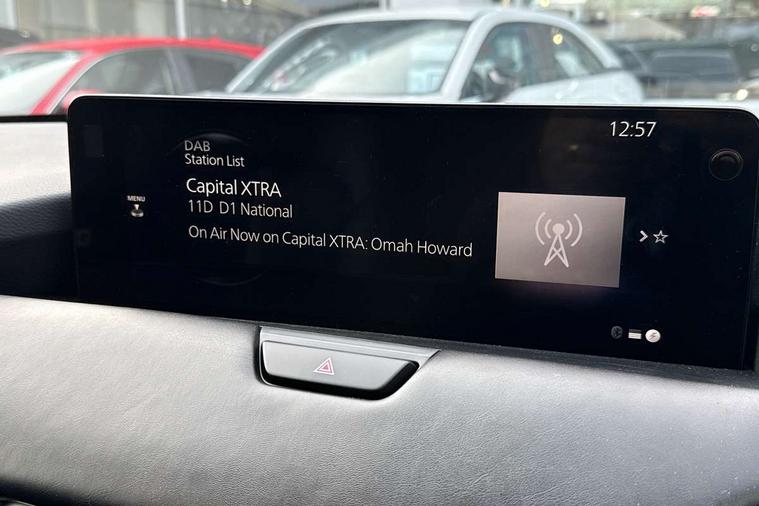 12:57
DAB
Station List
Capital XTRA
11D D1 National
On Air Now on Capital XTRA: Omah Howard
MENU